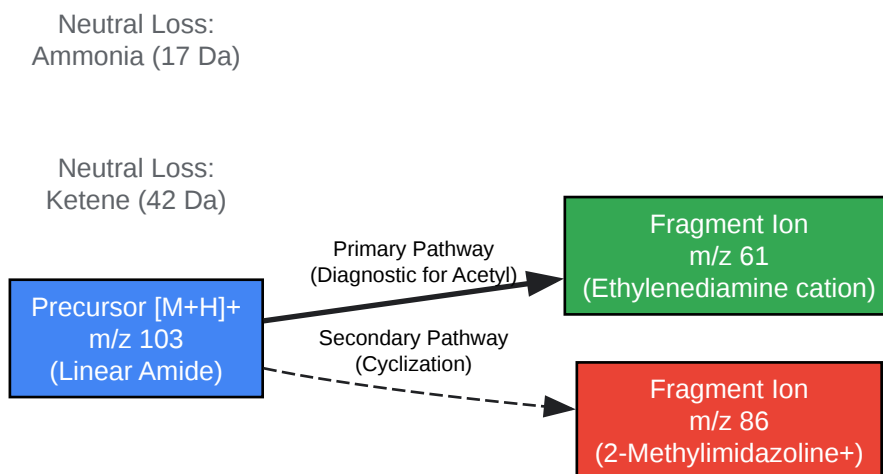 Neutral Loss:
Ammonia (17 Da)
Neutral Loss:
Ketene (42 Da)
Primary Pathway
(Diagnostic for Acetyl)
Fragment Ion
m/z 61
(Ethylenediamine cation)
Precursor [M+H]+
m/z 103
(Linear Amide)
Secondary Pathway
(Cyclization)
Fragment Ion
m/z 86
(2-Methylimidazoline+)